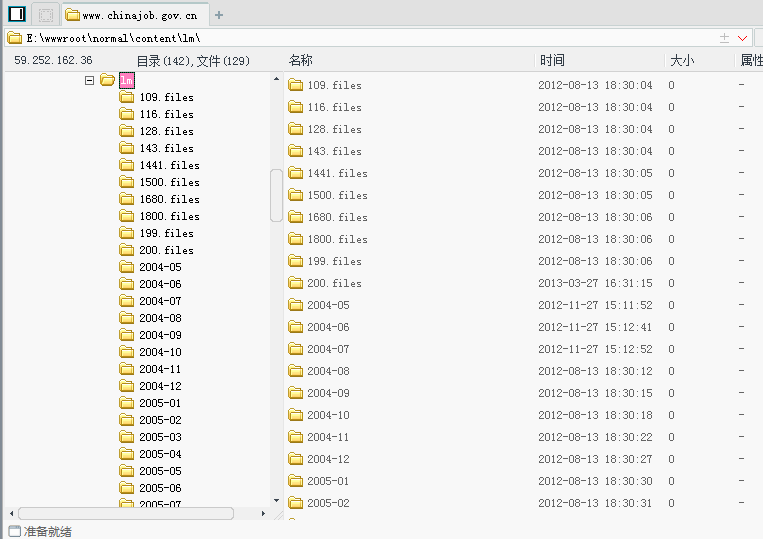 www.chinajob.gov.cn
E:\wwwroot\normal\content\lm\
59.252.162.36 目录(142),文件(129) 名称 时间 大小 属性
lm
109.files
116.files
128.files
143.files
1441.files
1500.files
1680.files
1800.files
199.files
200.files
2004-05
2004-06
2004-07
2004-08
2004-09
2004-10
2004-11
2004-12
2005-01
2005-02
2005-03
2005-04
2005-05
2005-06
2005-07
109.files 2012-08-13 18:30:04 0 -
116.files 2012-08-13 18:30:04 0 -
128.files 2012-08-13 18:30:04 0 -
143.files 2012-08-13 18:30:04 0 -
1441.files 2012-08-13 18:30:05 0 -
1500.files 2012-08-13 18:30:05 0 -
1680.files 2012-08-13 18:30:06 0 -
1800.files 2012-08-13 18:30:06 0 -
199.files 2012-08-13 18:30:06 0 -
200.files 2013-03-27 16:31:15 0 -
2004-05 2012-11-27 15:11:52 0 -
2004-06 2012-11-27 15:12:41 0 -
2004-07 2012-11-27 15:12:52 0 -
2004-08 2012-08-13 18:30:12 0 -
2004-09 2012-08-13 18:30:15 0 -
2004-10 2012-08-13 18:30:18 0 -
2004-11 2012-08-13 18:30:22 0 -
2004-12 2012-08-13 18:30:27 0 -
2005-01 2012-08-13 18:30:30 0 -
2005-02 2012-08-13 18:30:31 0 -
准备就绪